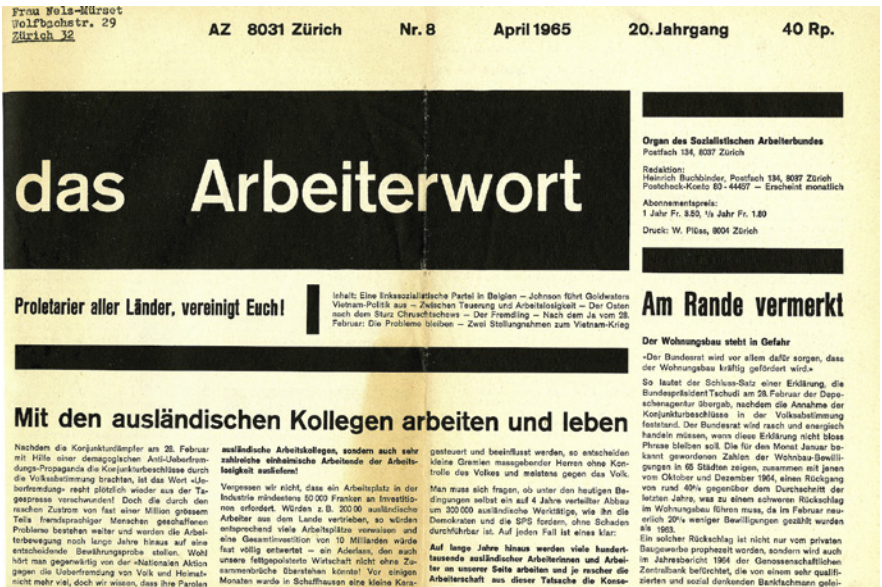 Frau Nelz-Mürset
Wolfbachstr. 29
Zürich 32
AZ 8031 Zürich Nr. 8 April 1965 20. Jahrgang 40 Rp.
das Arbeiterwort
Organ des Sozialistischen Arbeiterbundes
Postfach 134, 8037 Zürich
Redaktion:
Heinrich Buchbinder, Postfach 134, 8037 Zürich
Postcheck-Konto 80 - 44457 — Erscheint monatlich
Abonnementspreis:
1 Jahr Fr. 3.50, ½ Jahr Fr. 1.80
Druck: W. Plüss, 8004 Zürich
Proletarier aller Länder, vereinigt Euch!
Inhalt: Eine linkssozialistische Partei in Belgien — Johnson führt Goldwaters
Vietnam-Politik aus — Zwischen Teuerung und Arbeitslosigkeit — Der Osten
nach dem Sturz Chruschtschews — Der Fremdling — Nach dem Ja vom 28.
Februar: Die Probleme bleiben — Zwei Stellungnahmen zum Vietnam-Krieg
Mit den ausländischen Kollegen arbeiten und leben
Nachdem die Konjunkturdämpfer am 28. Februar
mit Hilfe einer demagogischen Anti-Ueberfrem-
dungs-Propaganda die Konjunkturbeschlüsse durch
die Volksabstimmung brachten, ist das Wort «Ue-
berfremdung» recht plötzlich wieder aus der Ta-
gespresse verschwunden! Doch die durch den
raschen Zustrom von fast einer Million grössern
Teils fremdsprachiger Menschen geschaffenen
Probleme bestehen weiter und werden die Arbei-
terbewegung noch lange Jahre hinaus auf eine
entscheidende Bewährungsprobe stellen. Wohl
hört man gegenwärtig von der «Nationalen Aktion
gegen die Ueberfremdung von Volk und Heimat»
nicht mehr viel, doch wir wissen, dass ihre Parolen
ausländische Arbeitskollegen, sondern auch sehr
zahlreiche einheimische Arbeitende der Arbeits-
losigkeit ausliefern!
Vergessen wir nicht, dass ein Arbeitsplatz in der
Industrie mindestens 50 000 Franken an Investitio-
nen erfordert. Würden z. B. 200 00 ausländische
Arbeiter aus dem Lande vertrieben, so würden
entsprechend viele Arbeitsplätze verwaisen und
eine Gesamtinvestition von 10 Milliarden würde
fast völlig entwertet — ein Aderlass, den auch
unsere fettgepolsterte Wirtschaft nicht ohne Zu-
sammenbrüche überstehen könnte! Vor einigen
Monaten wurde in Schaffhausen eine kleine Kera-
gesteuert und beeinflusst werden, so entscheiden
kleine Gremien massgebender Herren ohne Kon-
trolle des Volkes und meistens gegen das Volk.
Man muss sich fragen, ob unter den heutigen Be-
dingungen selbst ein auf 4 Jahre verteilter Abbau
um 300 000 ausländische Werktätige, wie ihn die
Demokraten und die SPS fordern, ohne Schaden
durchführbar ist. Auf jeden Fall ist eines klar:
Auf lange Jahre hinaus werden viele hundert-
tausende ausländischer Arbeiterinnen und Arbei-
ter an unserer Seite arbeiten und je rascher die
Arbeiterschaft aus dieser Tatsache die Konse-
Am Rande vermerkt
Der Wohnungsbau steht in Gefahr
«Der Bundesrat wird vor allem dafür sorgen, dass
der Wohnungsbau kräftig gefördert wird.»
So lautet der Schluss-Satz einer Erklärung, die
Bundespräsident Tschudi am 28. Februar der Depe-
schenagentur übergab, nachdem die Annahme der
Konjunkturbeschlüsse in der Volksabstimmung
feststand. Der Bundesrat wird rasch und energisch
handeln müssen, wenn diese Erklärung nicht bloss
Phrase bleiben soll. Die für den Monat Januar be-
kannt gewordenen Zahlen der Wohnbau-Bewilli-
gungen in 65 Städten zeigen, zusammen mit jenen
vom Oktober und Dezember 1964, einen Rückgang
von rund 40% gegenüber dem Durchschnitt der
letzten Jahre, was zu einem schweren Rückschlag
im Wohnungsbau führen muss, da im Februar neu-
erlich 20% weniger Bewilligungen gezählt wurden
als 1963.
Ein solcher Rückschlag ist nicht nur vom privaten
Baugewerbe prophezeit worden, sondern wird auch
im Jahresbericht 1964 der Genossenschaftlichen
Zentralbank befürchtet, die von einem sehr qualifi-
zierten und sozial denkenden Bankfachmann gelei-